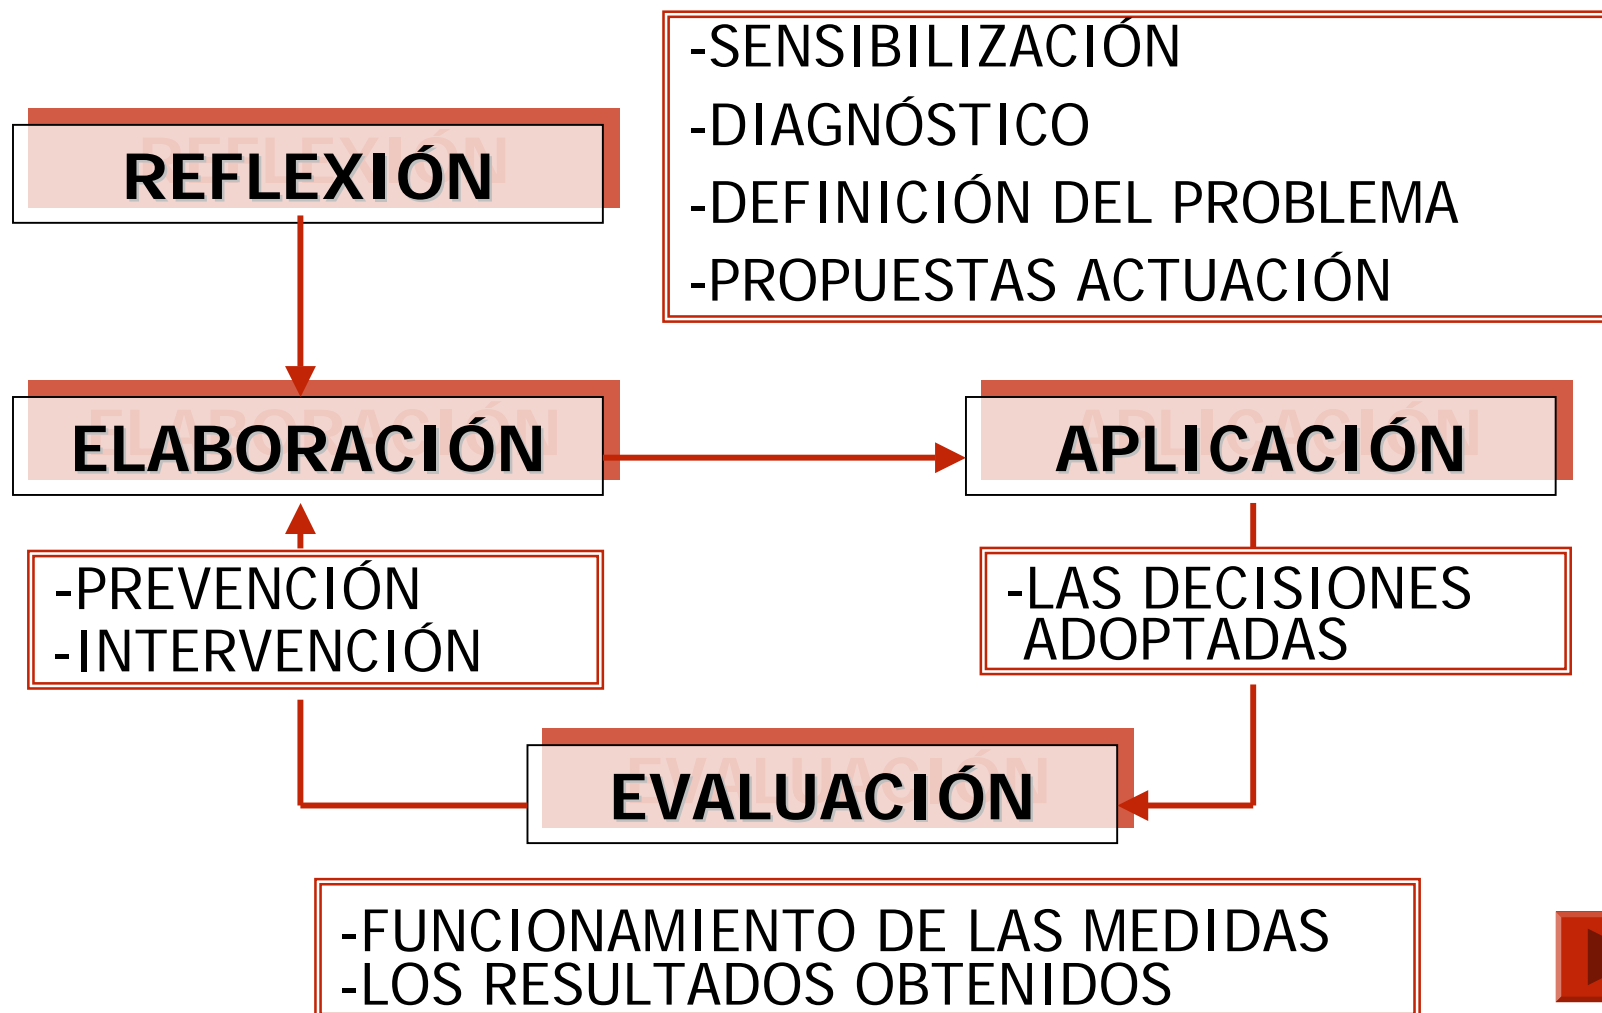 REFLEXIÓN
-SENSIBILIZACIÓN
-DIAGNÓSTICO
-DEFINICIÓN DEL PROBLEMA
-PROPUESTAS ACTUACIÓN
ELABORACIÓN
APLICACIÓN
-PREVENCIÓN
-INTERVENCIÓN
-LAS DECISIONES
ADOPTADAS
EVALUACIÓN
-FUNCIONAMIENTO DE LAS MEDIDAS
-LOS RESULTADOS OBTENIDOS